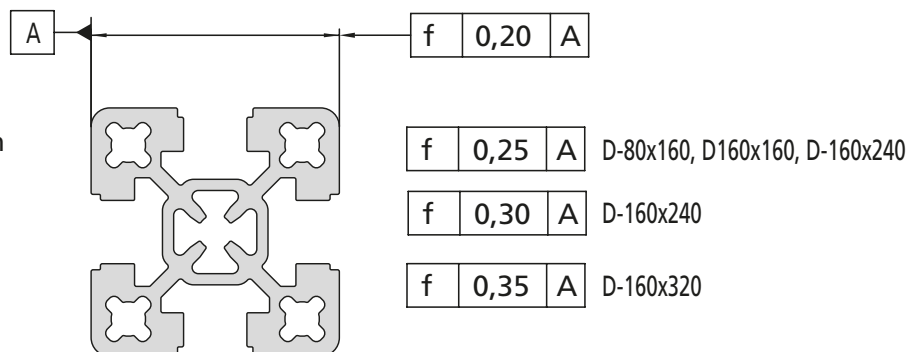 A
f 0,20 A
n
f 0,25 A D-80x160, D160x160, D-160x240
f 0,30 A D-160x240
f 0,35 A D-160x320